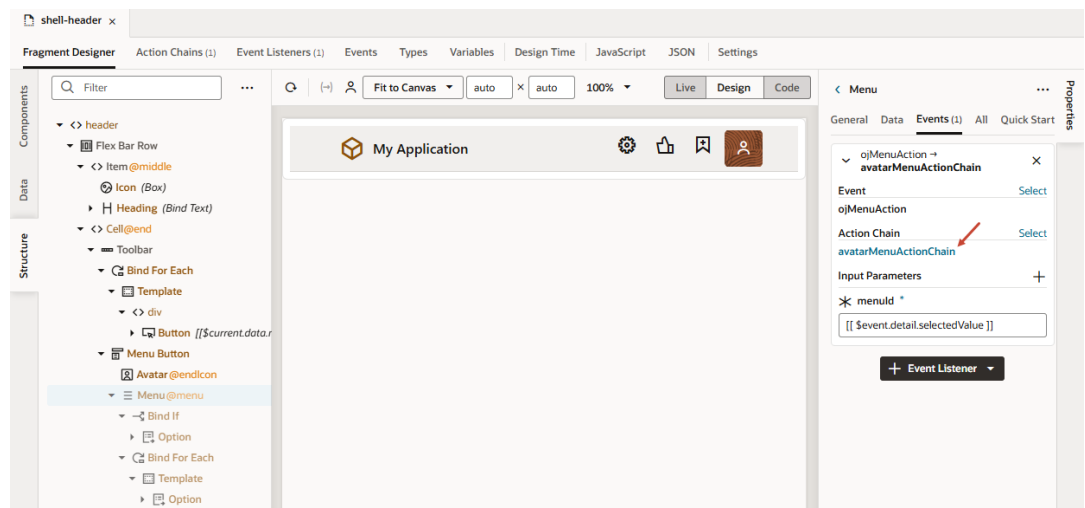 shell-header ×
Fragment Designer Action Chains (1) Event Listeners (1) Events Types Variables Design Time JavaScript JSON Settings
Components
Data
Structure
Filter ...
header
Flex Bar Row
Item@middle
Icon (Box)
Heading (Bind Text)
Cell@end
Toolbar
Bind For Each
Template
div
Button [[$current.data.r
Menu Button
Avatar@endIcon
Menu@menu
Bind If
Option
Bind For Each
Template
Option
Fit to Canvas auto × auto 100% Live Design Code
My Application
Menu ...
Properties
General Data Events (1) All Quick Start
ojMenuAction →
avatarMenuActionChain ×
Event Select
ojMenuAction
Action Chain Select
avatarMenuActionChain
Input Parameters +
menuId *
[[ $event.detail.selectedValue ]]
+ Event Listener